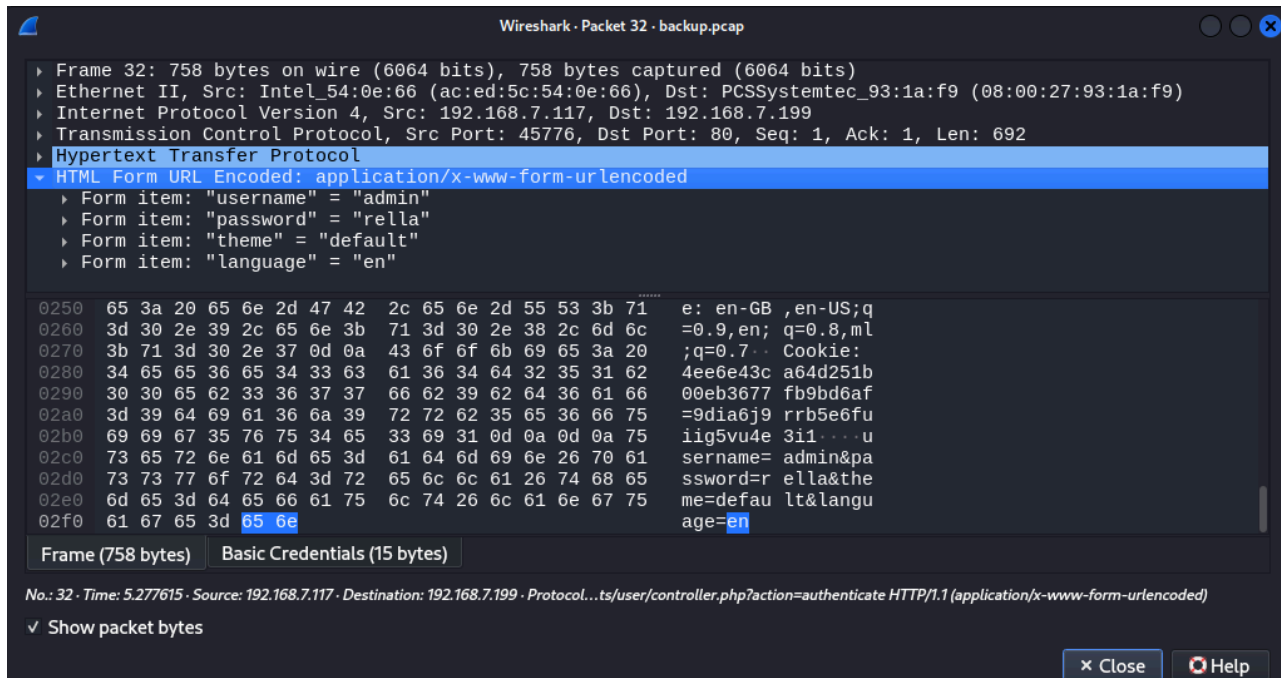 Wireshark · Packet 32 · backup.pcap
Frame 32: 758 bytes on wire (6064 bits), 758 bytes captured (6064 bits)
Ethernet II, Src: Intel_54:0e:66 (ac:ed:5c:54:0e:66), Dst: PCSSystemtec_93:1a:f9 (08:00:27:93:1a:f9)
Internet Protocol Version 4, Src: 192.168.7.117, Dst: 192.168.7.199
Transmission Control Protocol, Src Port: 45776, Dst Port: 80, Seq: 1, Ack: 1, Len: 692
Hypertext Transfer Protocol
HTML Form URL Encoded: application/x-www-form-urlencoded
Form item: "username" = "admin"
Form item: "password" = "rella"
Form item: "theme" = "default"
Form item: "language" = "en"
0250 65 3a 20 65 6e 2d 47 42 2c 65 6e 2d 55 53 3b 71 e: en-GB ,en-US;q
0260 3d 30 2e 39 2c 65 6e 3b 71 3d 30 2e 38 2c 6d 6c =0.9,en; q=0.8,ml
0270 3b 71 3d 30 2e 37 0d 0a 43 6f 6f 6b 69 65 3a 20 ;q=0.7·· Cookie:
0280 34 65 65 36 65 34 33 63 61 36 34 64 32 35 31 62 4ee6e43c a64d251b
0290 30 30 65 62 33 36 37 37 66 62 39 62 64 36 61 66 00eb3677 fb9bd6af
02a0 3d 39 64 69 61 36 6a 39 72 72 62 35 65 36 66 75 =9dia6j9 rrb5e6fu
02b0 69 69 67 35 76 75 34 65 33 69 31 0d 0a 0d 0a 75 iig5vu4e 3i1····u
02c0 73 65 72 6e 61 6d 65 3d 61 64 6d 69 6e 26 70 61 sername= admin&pa
02d0 73 73 77 6f 72 64 3d 72 65 6c 6c 61 26 74 68 65 ssword=r ella&the
02e0 6d 65 3d 64 65 66 61 75 6c 74 26 6c 61 6e 67 75 me=defau lt&langu
02f0 61 67 65 3d 65 6e age=en
Frame (758 bytes) Basic Credentials (15 bytes)
No.: 32 · Time: 5.277615 · Source: 192.168.7.117 · Destination: 192.168.7.199 · Protocol…ts/user/controller.php?action=authenticate HTTP/1.1 (application/x-www-form-urlencoded)
Show packet bytes
Close Help